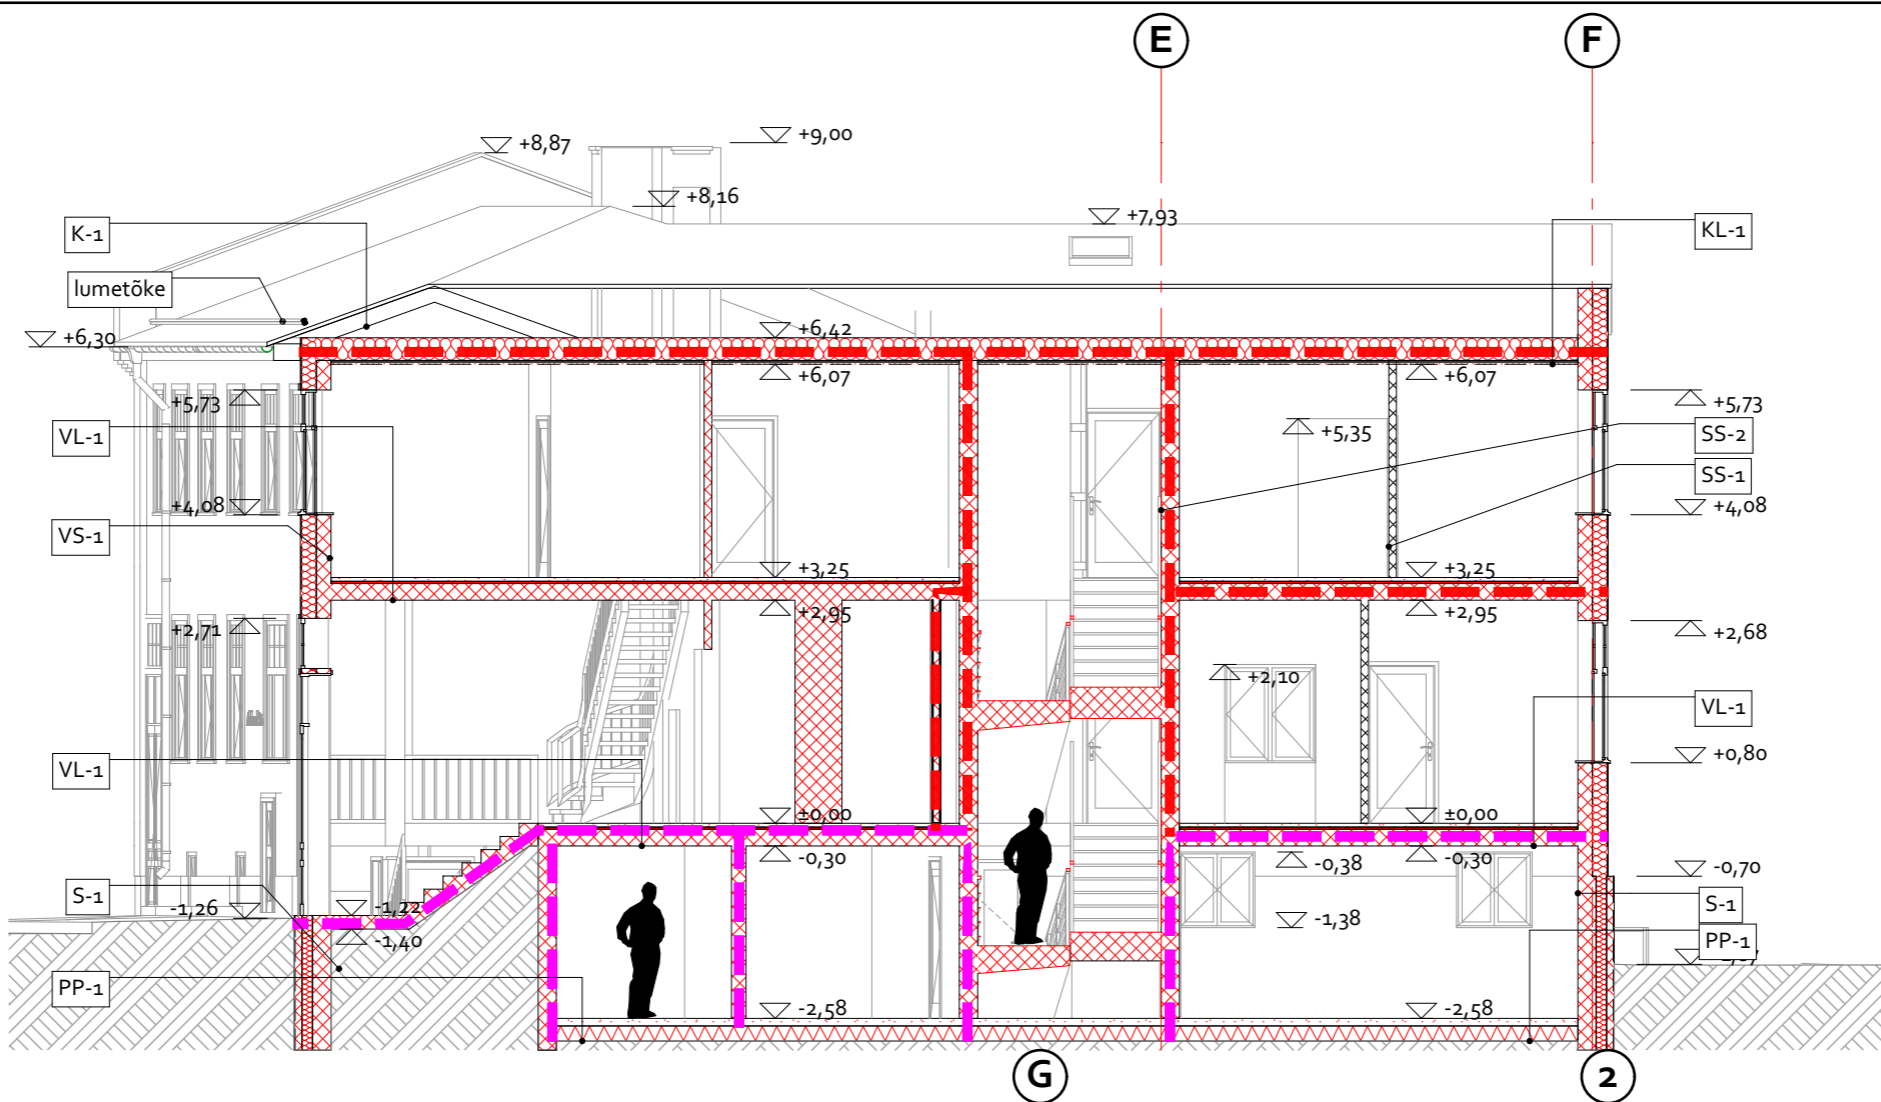 E
F
+9,00
+8,87
+8,16
+7,93
K-1
KL-1
lumetõke
+6,30
+6,42
+6,07
+6,07
+5,73
+5,73
+5,35
VL-1
SS-2
SS-1
+4,08
+4,08
VS-1
+3,25
+3,25
+2,95
+2,95
+2,71
+2,68
+2,10
VL-1
VL-1
+0,80
±0,00
±0,00
-0,30
-0,38
-0,30
-0,70
S-1
-1,26
-1,22
-1,38
S-1
-1,40
PP-1
PP-1
-2,58
-2,58
G
2